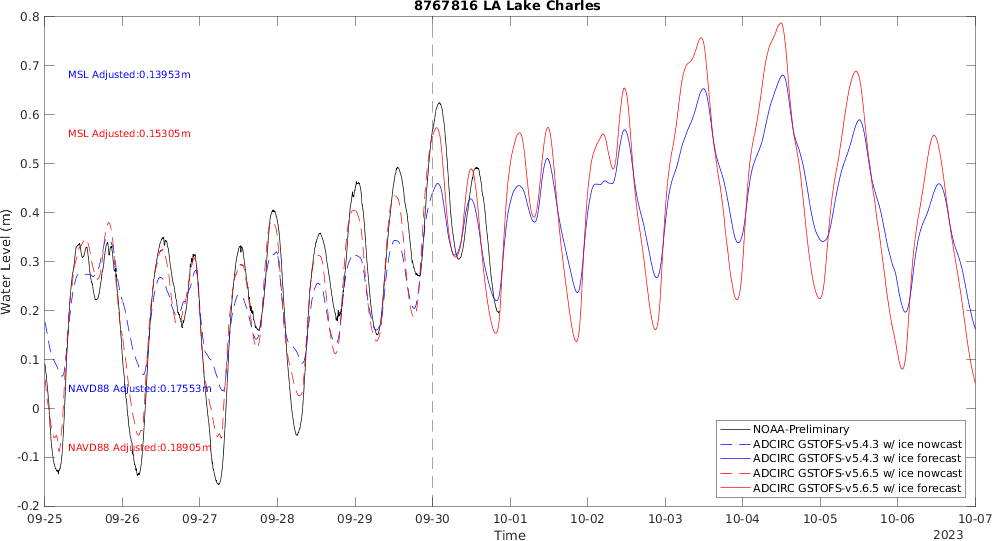 8767816 LA Lake Charles
0.8
0.7
0.6
0.5
0.4
0.3
0.2
0.1
0
-0.1
-0.2
Water Level (m)
MSL Adjusted:0.13953m
MSL Adjusted:0.15305m
NAVD88 Adjusted:0.17553m
NAVD88 Adjusted:0.18905m
NOAA-Preliminary
ADCIRC GSTOFS-v5.4.3 w/ ice nowcast
ADCIRC GSTOFS-v5.4.3 w/ ice forecast
ADCIRC GSTOFS-v5.6.5 w/ ice nowcast
ADCIRC GSTOFS-v5.6.5 w/ ice forecast
09-25 09-26 09-27 09-28 09-29 09-30 10-01 10-02 10-03 10-04 10-05 10-06 10-07
Time
2023